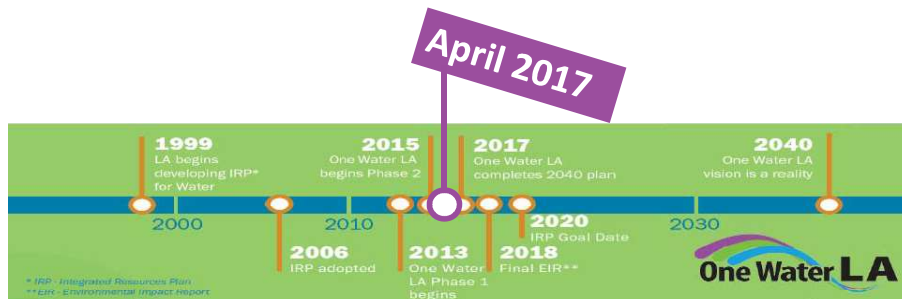 April 2017
1999
LA begins
developing IRP*
for Water
2015
One Water LA
begins Phase 2
2017
One Water LA
completes 2040 plan
2040
One Water LA
vision is a reality
2000
2010
2030
2006
IRP adopted
2013
One Water
LA Phase 1
begins
2018
Final EIR**
2020
IRP Goal Date
* IRP - Integrated Resources Plan
**EIR - Environmental Impact Report
One Water LA